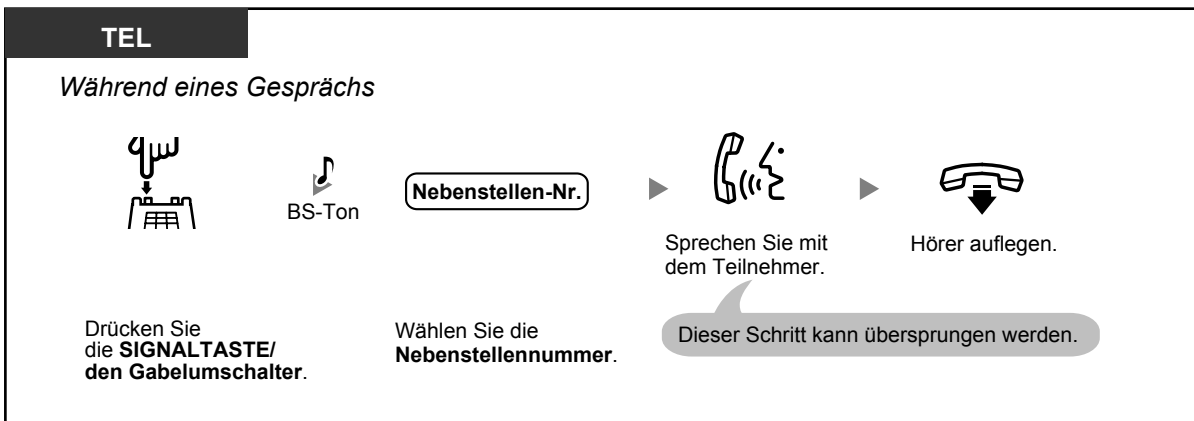 TEL
Während eines Gesprächs
BS-Ton
Nebenstellen-Nr.
Sprechen Sie mit
dem Teilnehmer.
Hörer auflegen.
Drücken Sie
die SIGNALTASTE/
den Gabelumschalter.
Wählen Sie die
Nebenstellennummer.
Dieser Schritt kann übersprungen werden.